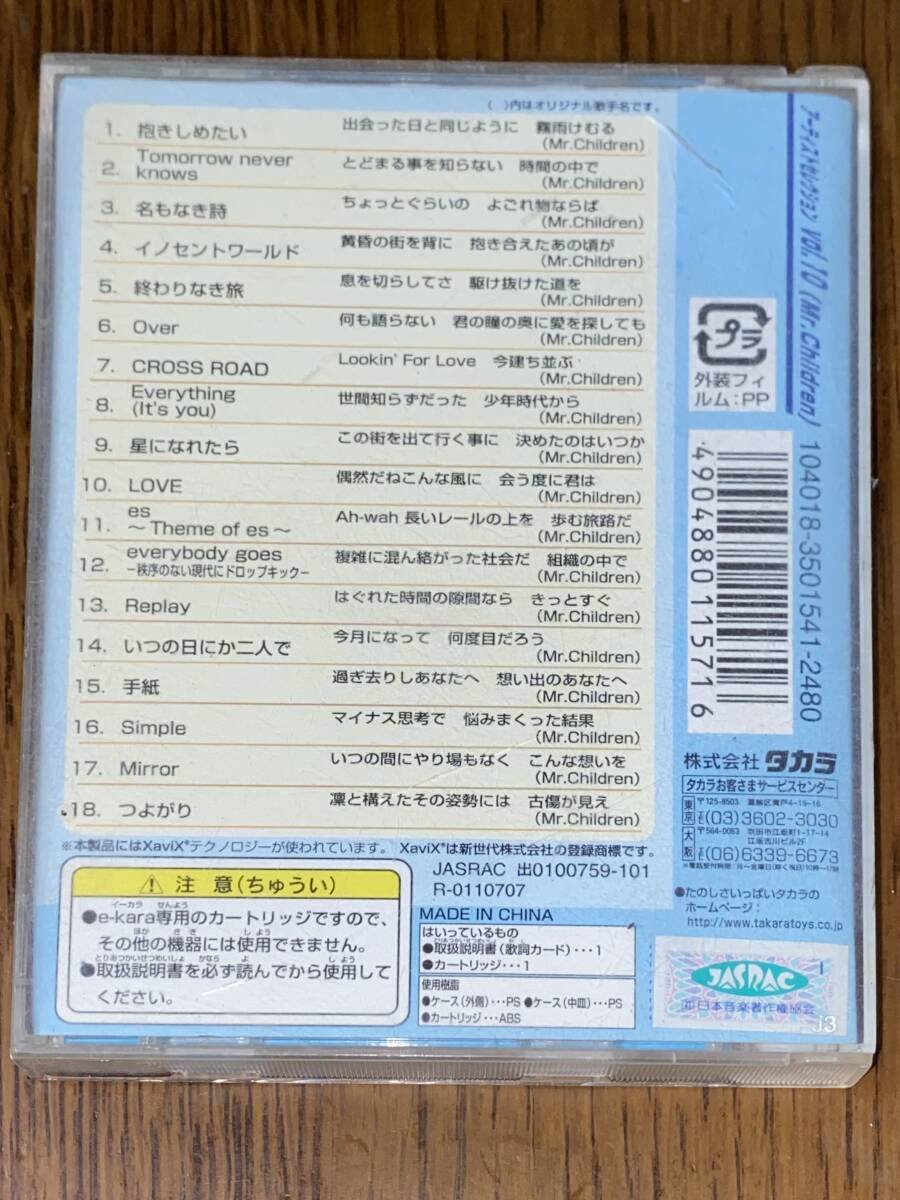 ( )内はオリジナル歌手名です。
1. 抱きしめたい 出会った日と同じように 霧雨けむる
(Mr.Children)
2. Tomorrow never knows とどまる事を知らない 時間の中で
(Mr.Children)
3. 名もなき詩 ちょっとぐらいの よごれ物ならば
(Mr.Children)
4. イノセントワールド 黄昏の街を背に 抱き合えたあの頃が
(Mr.Children)
5. 終わりなき旅 息を切らしてさ 駆け抜けた道を
(Mr.Children)
6. Over 何も語らない 君の瞳の奥に愛を探しても
(Mr.Children)
7. CROSS ROAD Lookin' For Love 今建ち並ぶ
(Mr.Children)
8. Everything (It's you) 世間知らずだった 少年時代から
(Mr.Children)
9. 星になれたら この街を出て行く事に 決めたのはいつか
(Mr.Children)
10. LOVE 偶然だねこんな風に 会う度に君は
(Mr.Children)
11. es ～Theme of es～ Ah-wah 長いレールの上を 歩む旅路だ
(Mr.Children)
12. everybody goes -秩序のない現代にドロップキック- 複雑に混ん絡がった社会だ 組織の中で
(Mr.Children)
13. Replay はぐれた時間の隙間なら きっとすぐ
(Mr.Children)
14. いつの日にか二人で 今月になって 何度目だろう
(Mr.Children)
15. 手紙 過ぎ去りしあなたへ 想い出のあなたへ
(Mr.Children)
16. Simple マイナス思考で 悩みまくった結果
(Mr.Children)
17. Mirror いつの間にやり場もなく こんな想いを
(Mr.Children)
18. つよがり 凛と構えたその姿勢には 古傷が見え
(Mr.Children)
※本製品にはXaviX®テクノロジーが使われています。 XaviX®は新世代株式会社の登録商標です。
⚠ 注意(ちゅうい)
●e-kara専用のカートリッジですので、
その他の機器には使用できません。
●取扱説明書を必ず読んでから使用して
ください。
JASRAC 出0100759-101
R-0110707
MADE IN CHINA
はいっているもの
●取扱説明書(歌詞カード)・・・1
●カートリッジ・・・1
使用樹脂
●ケース(外側)・・・PS ●ケース(中皿)・・・PS
●カートリッジ・・・ABS
アーティストセレクション Vol.10 (Mr.Children)
104018-3501541-2480
プラ
外装フィ
ルム:PP
4904880115716
株式会社 タカラ
タカラお客さまサービスセンター
東京 〒125-8503 葛飾区青戸4-19-16
TEL(03)3602-3030
大阪 〒564-0063 吹田市江坂町1-17-14
江坂吉川ビル2F
TEL(06)6339-6673
●たのしさいっぱいタカラの
ホームページ:
http://www.takaratoys.co.jp
JASRAC
日本音楽著作権協会
J3